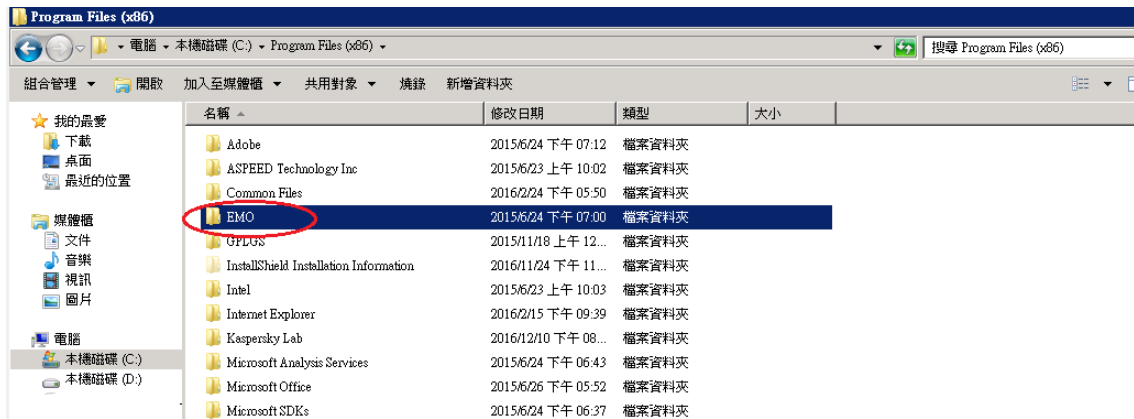 Program Files (x86)
電腦 本機磁碟 (C:) Program Files (x86)
搜尋 Program Files (x86)
組合管理 開啟 加入至媒體櫃 共用對象 燒錄 新增資料夾
我的最愛
下載
桌面
最近的位置
媒體櫃
文件
音樂
視訊
圖片
電腦
本機磁碟 (C:)
本機磁碟 (D:)
名稱 修改日期 類型 大小
Adobe 2015/6/24 下午 07:12 檔案資料夾
ASPEED Technology Inc 2015/6/23 上午 10:02 檔案資料夾
Common Files 2016/2/24 下午 05:50 檔案資料夾
EMO 2015/6/24 下午 07:00 檔案資料夾
GPLGS 2015/11/18 上午 12... 檔案資料夾
InstallShield Installation Information 2016/11/24 下午 11... 檔案資料夾
Intel 2015/6/23 上午 10:03 檔案資料夾
Internet Explorer 2016/2/15 下午 09:39 檔案資料夾
Kaspersky Lab 2016/12/10 下午 08... 檔案資料夾
Microsoft Analysis Services 2015/6/24 下午 06:43 檔案資料夾
Microsoft Office 2015/6/26 下午 05:52 檔案資料夾
Microsoft SDKs 2015/6/24 下午 06:37 檔案資料夾